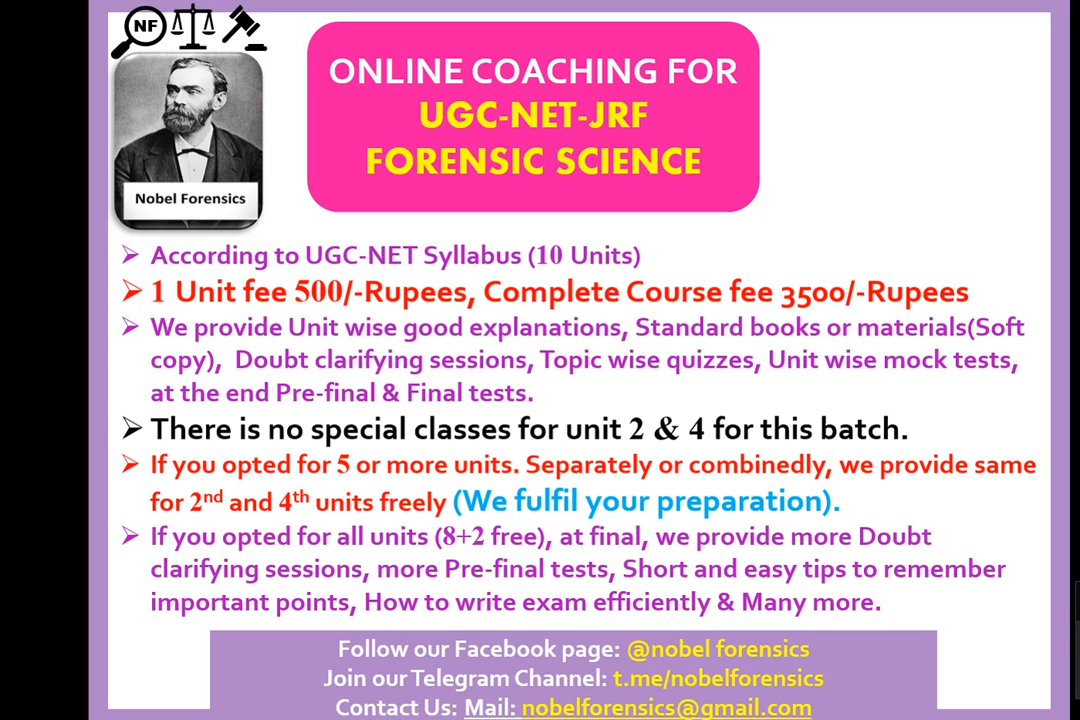 NF
Nobel Forensics
ONLINE COACHING FOR
UGC-NET-JRF
FORENSIC SCIENCE
According to UGC-NET Syllabus (10 Units)
1 Unit fee 500/-Rupees, Complete Course fee 3500/-Rupees
We provide Unit wise good explanations, Standard books or materials(Soft
copy), Doubt clarifying sessions, Topic wise quizzes, Unit wise mock tests,
at the end Pre-final & Final tests.
There is no special classes for unit 2 & 4 for this batch.
If you opted for 5 or more units. Separately or combinedly, we provide same
for 2nd and 4th units freely (We fulfil your preparation).
If you opted for all units (8+2 free), at final, we provide more Doubt
clarifying sessions, more Pre-final tests, Short and easy tips to remember
important points, How to write exam efficiently & Many more.
Follow our Facebook page: @nobel forensics
Join our Telegram Channel: t.me/nobelforensics
Contact Us: Mail: nobelforensics@gmail.com